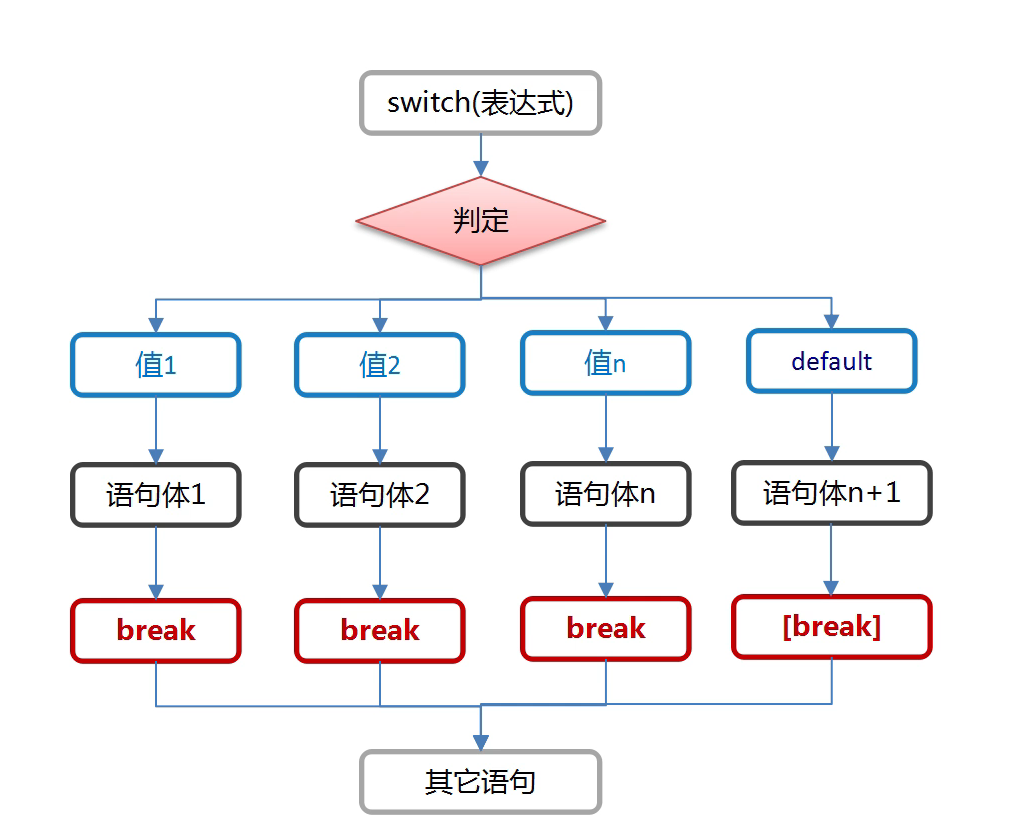 switch(表达式)
判定
值1
值2
值n
default
语句体1
语句体2
语句体n
语句体n+1
break
break
break
[break]
其它语句